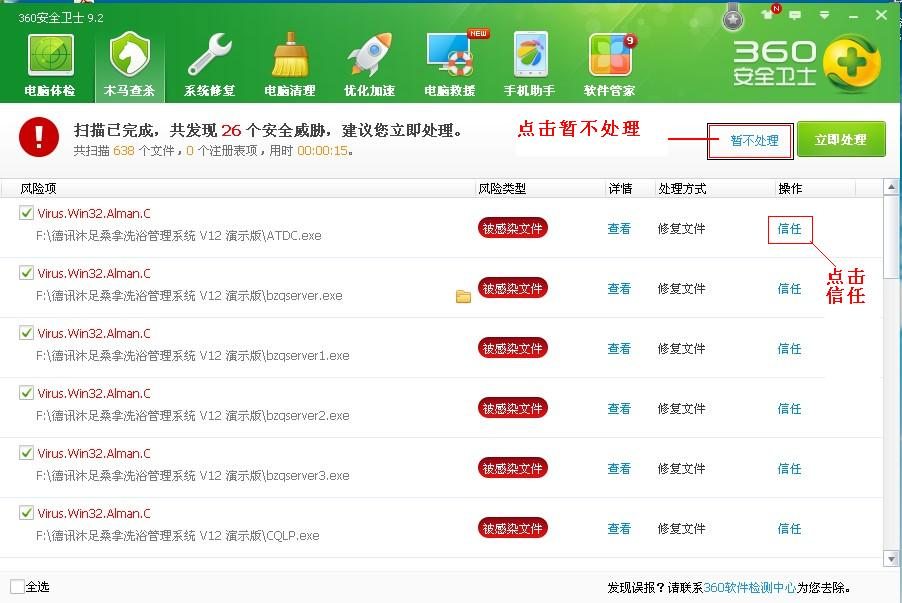 360安全卫士 9.2
N
电脑体检
木马查杀
系统修复
电脑清理
优化加速
NEW
电脑救援
手机助手
9
软件管家
360
安全卫士
扫描已完成，共发现 26 个安全威胁，建议您立即处理。
共扫描 638 个文件，0 个注册表项，用时 00:00:15。
点击暂不处理
暂不处理
立即处理
风险项 风险类型 详情 处理方式 操作
Virus.Win32.Alman.C
F:\德讯沐足桑拿洗浴管理系统 V12 演示版\ATDC.exe
被感染文件 查看 修复文件 信任
点击
信任
Virus.Win32.Alman.C
F:\德讯沐足桑拿洗浴管理系统 V12 演示版\bzqserver.exe
被感染文件 查看 修复文件 信任
Virus.Win32.Alman.C
F:\德讯沐足桑拿洗浴管理系统 V12 演示版\bzqserver1.exe
被感染文件 查看 修复文件 信任
Virus.Win32.Alman.C
F:\德讯沐足桑拿洗浴管理系统 V12 演示版\bzqserver2.exe
被感染文件 查看 修复文件 信任
Virus.Win32.Alman.C
F:\德讯沐足桑拿洗浴管理系统 V12 演示版\bzqserver3.exe
被感染文件 查看 修复文件 信任
Virus.Win32.Alman.C
F:\德讯沐足桑拿洗浴管理系统 V12 演示版\CQLP.exe
被感染文件 查看 修复文件 信任
全选
发现误报？请联系360软件检测中心为您去除。